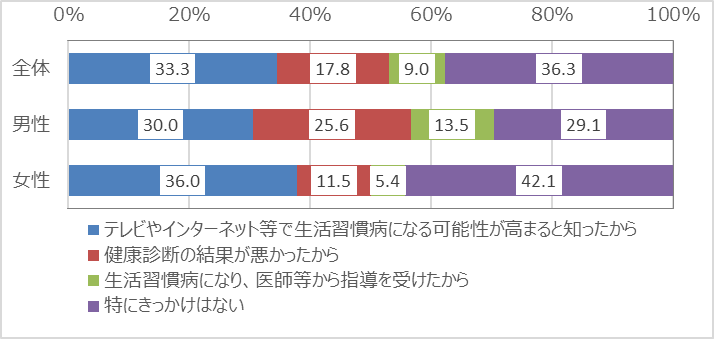 0% 20% 40% 60% 80% 100%
全体 33.3 17.8 9.0 36.3
男性 30.0 25.6 13.5 29.1
女性 36.0 11.5 5.4 42.1
テレビやインターネット等で生活習慣病になる可能性が高まると知ったから
健康診断の結果が悪かったから
生活習慣病になり、医師等から指導を受けたから
特にきっかけはない